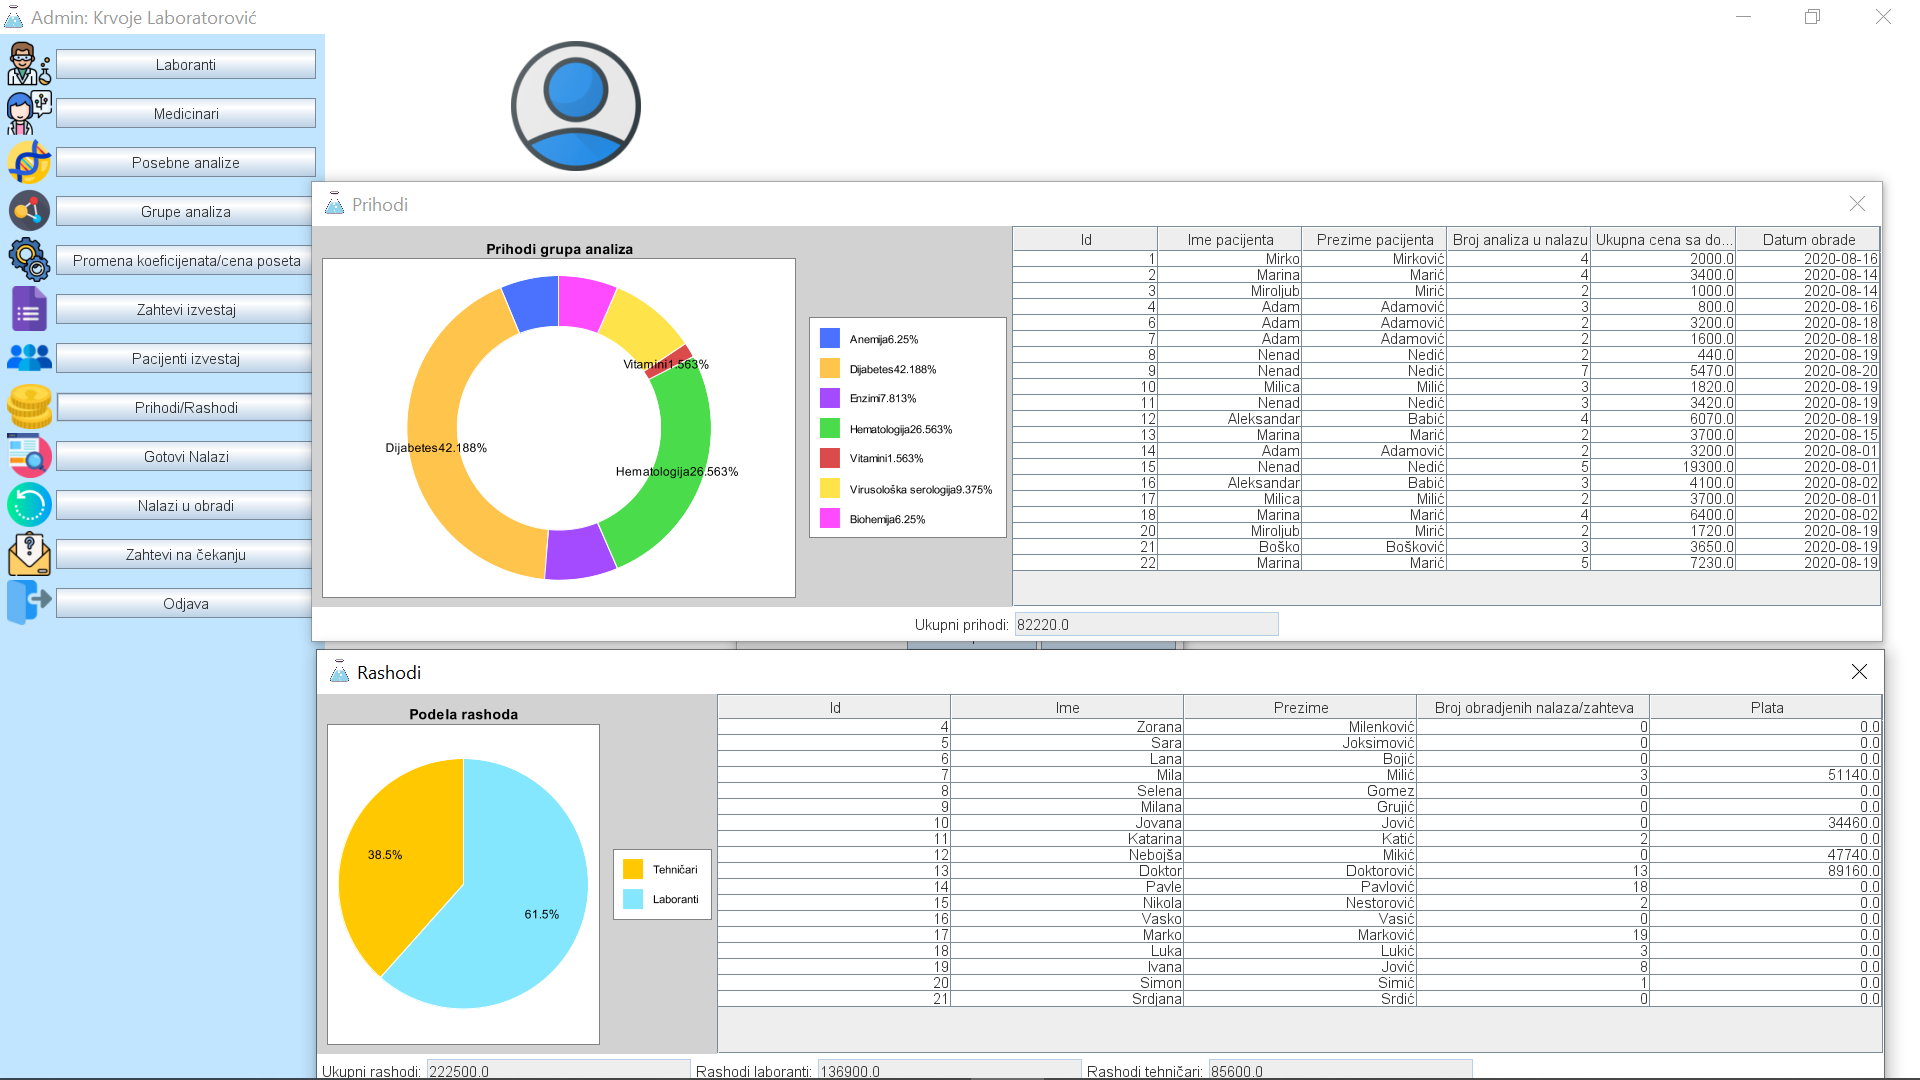 Admin: Krvoje Laboratorović
Laboranti
Medicinari
Posebne analize
Grupe analiza
Promena koeficijenata/cena poseta
Zahtevi izvestaj
Pacijenti izvestaj
Prihodi/Rashodi
Gotovi Nalazi
Nalazi u obradi
Zahtevi na čekanju
Odjava
Prihodi
Prihodi grupa analiza
Vitamini1.563%
Dijabetes42.188%
Hematologija26.563%
Anemija6.25%
Dijabetes42.188%
Enzimi7.813%
Hematologija26.563%
Vitamini1.563%
Virusološka serologija9.375%
Biohemija6.25%
Id Ime pacijenta Prezime pacijenta Broj analiza u nalazu Ukupna cena sa do... Datum obrade
1 Mirko Mirković 4 2000.0 2020-08-16
2 Marina Marić 4 3400.0 2020-08-14
3 Miroljub Mirić 2 1000.0 2020-08-14
4 Adam Adamović 3 800.0 2020-08-16
6 Adam Adamović 2 3200.0 2020-08-18
7 Adam Adamović 2 1600.0 2020-08-18
8 Nenad Nedić 2 440.0 2020-08-19
9 Nenad Nedić 7 5470.0 2020-08-20
10 Milica Milić 3 1820.0 2020-08-19
11 Nenad Nedić 3 3420.0 2020-08-19
12 Aleksandar Babić 4 6070.0 2020-08-19
13 Marina Marić 2 3700.0 2020-08-15
14 Adam Adamović 2 3200.0 2020-08-01
15 Nenad Nedić 5 19300.0 2020-08-01
16 Aleksandar Babić 3 4100.0 2020-08-02
17 Milica Milić 2 3700.0 2020-08-01
18 Marina Marić 4 6400.0 2020-08-02
20 Miroljub Mirić 2 1720.0 2020-08-19
21 Boško Bošković 3 3650.0 2020-08-19
22 Marina Marić 5 7230.0 2020-08-19
Ukupni prihodi: 82220.0
Rashodi
Podela rashoda
38.5%
61.5%
Tehničari
Laboranti
Id Ime Prezime Broj obradjenih nalaza/zahteva Plata
4 Zorana Milenković 0 0.0
5 Sara Joksimović 0 0.0
6 Lana Bojić 0 0.0
7 Mila Milić 3 51140.0
8 Selena Gomez 0 0.0
9 Milana Grujić 0 0.0
10 Jovana Jović 0 34460.0
11 Katarina Katić 2 0.0
12 Nebojša Mikić 0 47740.0
13 Doktor Doktorović 13 89160.0
14 Pavle Pavlović 18 0.0
15 Nikola Nestorović 2 0.0
16 Vasko Vasić 0 0.0
17 Marko Marković 19 0.0
18 Luka Lukić 3 0.0
19 Ivana Jović 8 0.0
20 Simon Simić 1 0.0
21 Srdjana Srdić 0 0.0
Ukupni rashodi: 222500.0 Rashodi laboranti: 136900.0 Rashodi tehničari: 85600.0